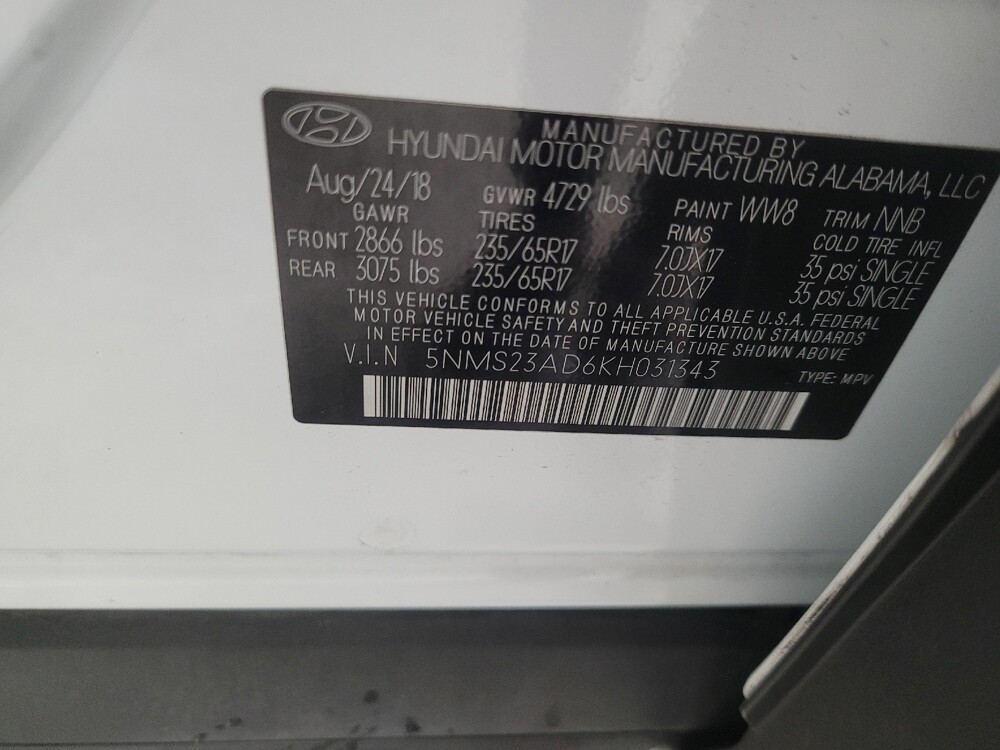 MANUFACTURED BY
HYUNDAI MOTOR MANUFACTURING ALABAMA, LLC
Aug/24/18 GVWR 4729 lbs PAINT WW8 TRIM NNB
GAWR TIRES RIMS COLD TIRE INFL
FRONT 2866 lbs 235/65R17 7.0JX17 35 psi SINGLE
REAR 3075 lbs 235/65R17 7.0JX17 35 psi SINGLE
THIS VEHICLE CONFORMS TO ALL APPLICABLE U.S.A. FEDERAL
MOTOR VEHICLE SAFETY AND THEFT PREVENTION STANDARDS
IN EFFECT ON THE DATE OF MANUFACTURE SHOWN ABOVE
V.I.N 5NMS23AD6KH031343
TYPE: MPV